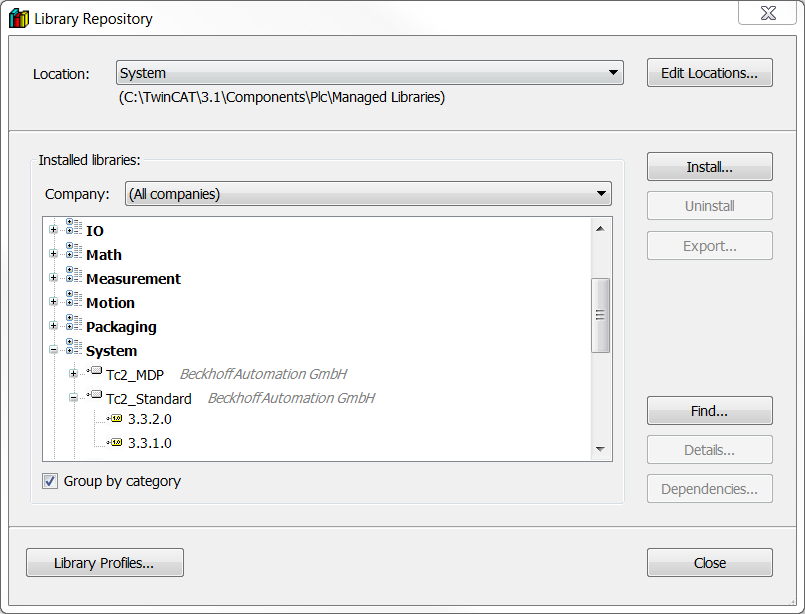 Library Repository
Location: System Edit Locations...
(C:\TwinCAT\3.1\Components\Plc\Managed Libraries)
Installed libraries:
Install...
Company: (All companies)
Uninstall
IO
Export...
Math
Measurement
Motion
Packaging
System
Tc2_MDP Beckhoff Automation GmbH
Tc2_Standard Beckhoff Automation GmbH
Find...
3.3.2.0
3.3.1.0
Details...
Group by category
Dependencies...
Library Profiles... Close